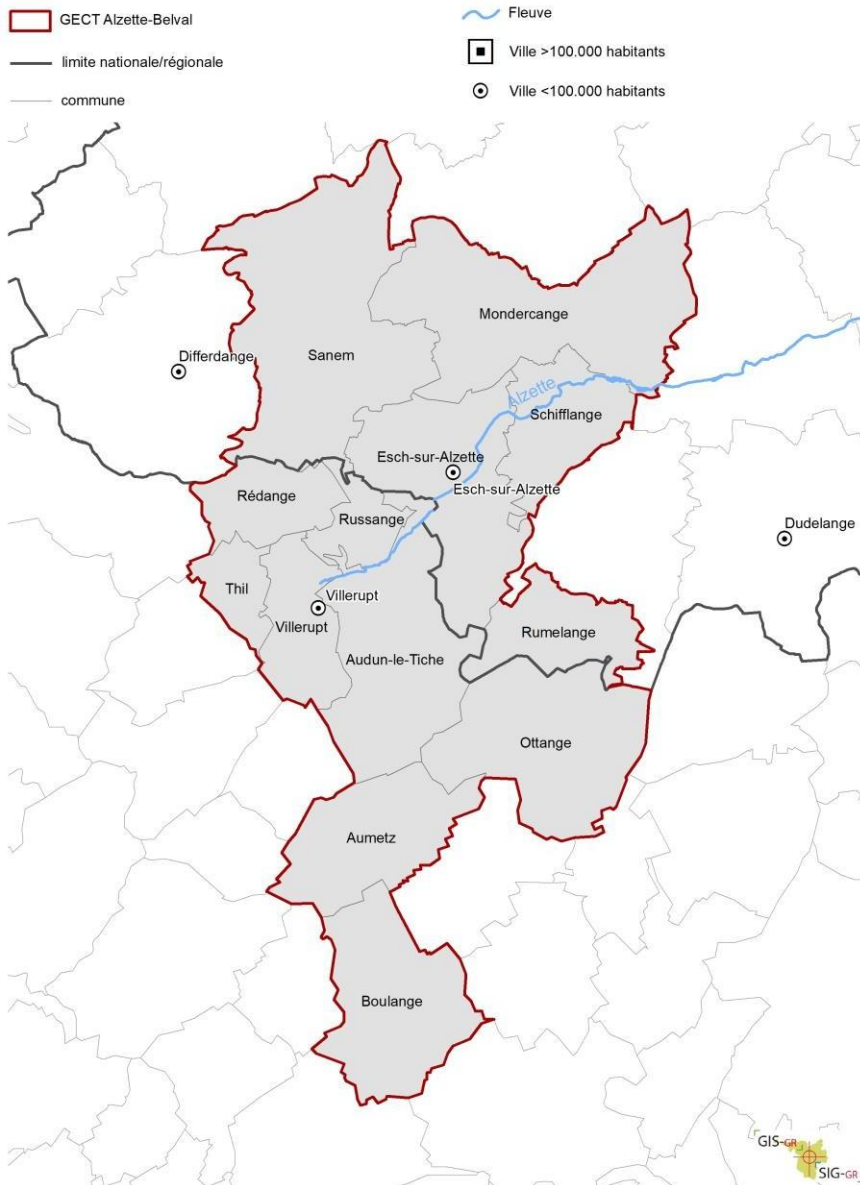 GECT Alzette-Belval
limite nationale/régionale
commune
Fleuve
Ville >100.000 habitants
Ville <100.000 habitants
Mondercange
Sanem
Differdange
Alzette
Schifflange
Esch-sur-Alzette
Esch-sur-Alzette
Rédange
Russange
Dudelange
Thil
Villerupt
Villerupt
Rumelange
Audun-le-Tiche
Ottange
Aumetz
Boulange
GIS-GR
SIG-GR